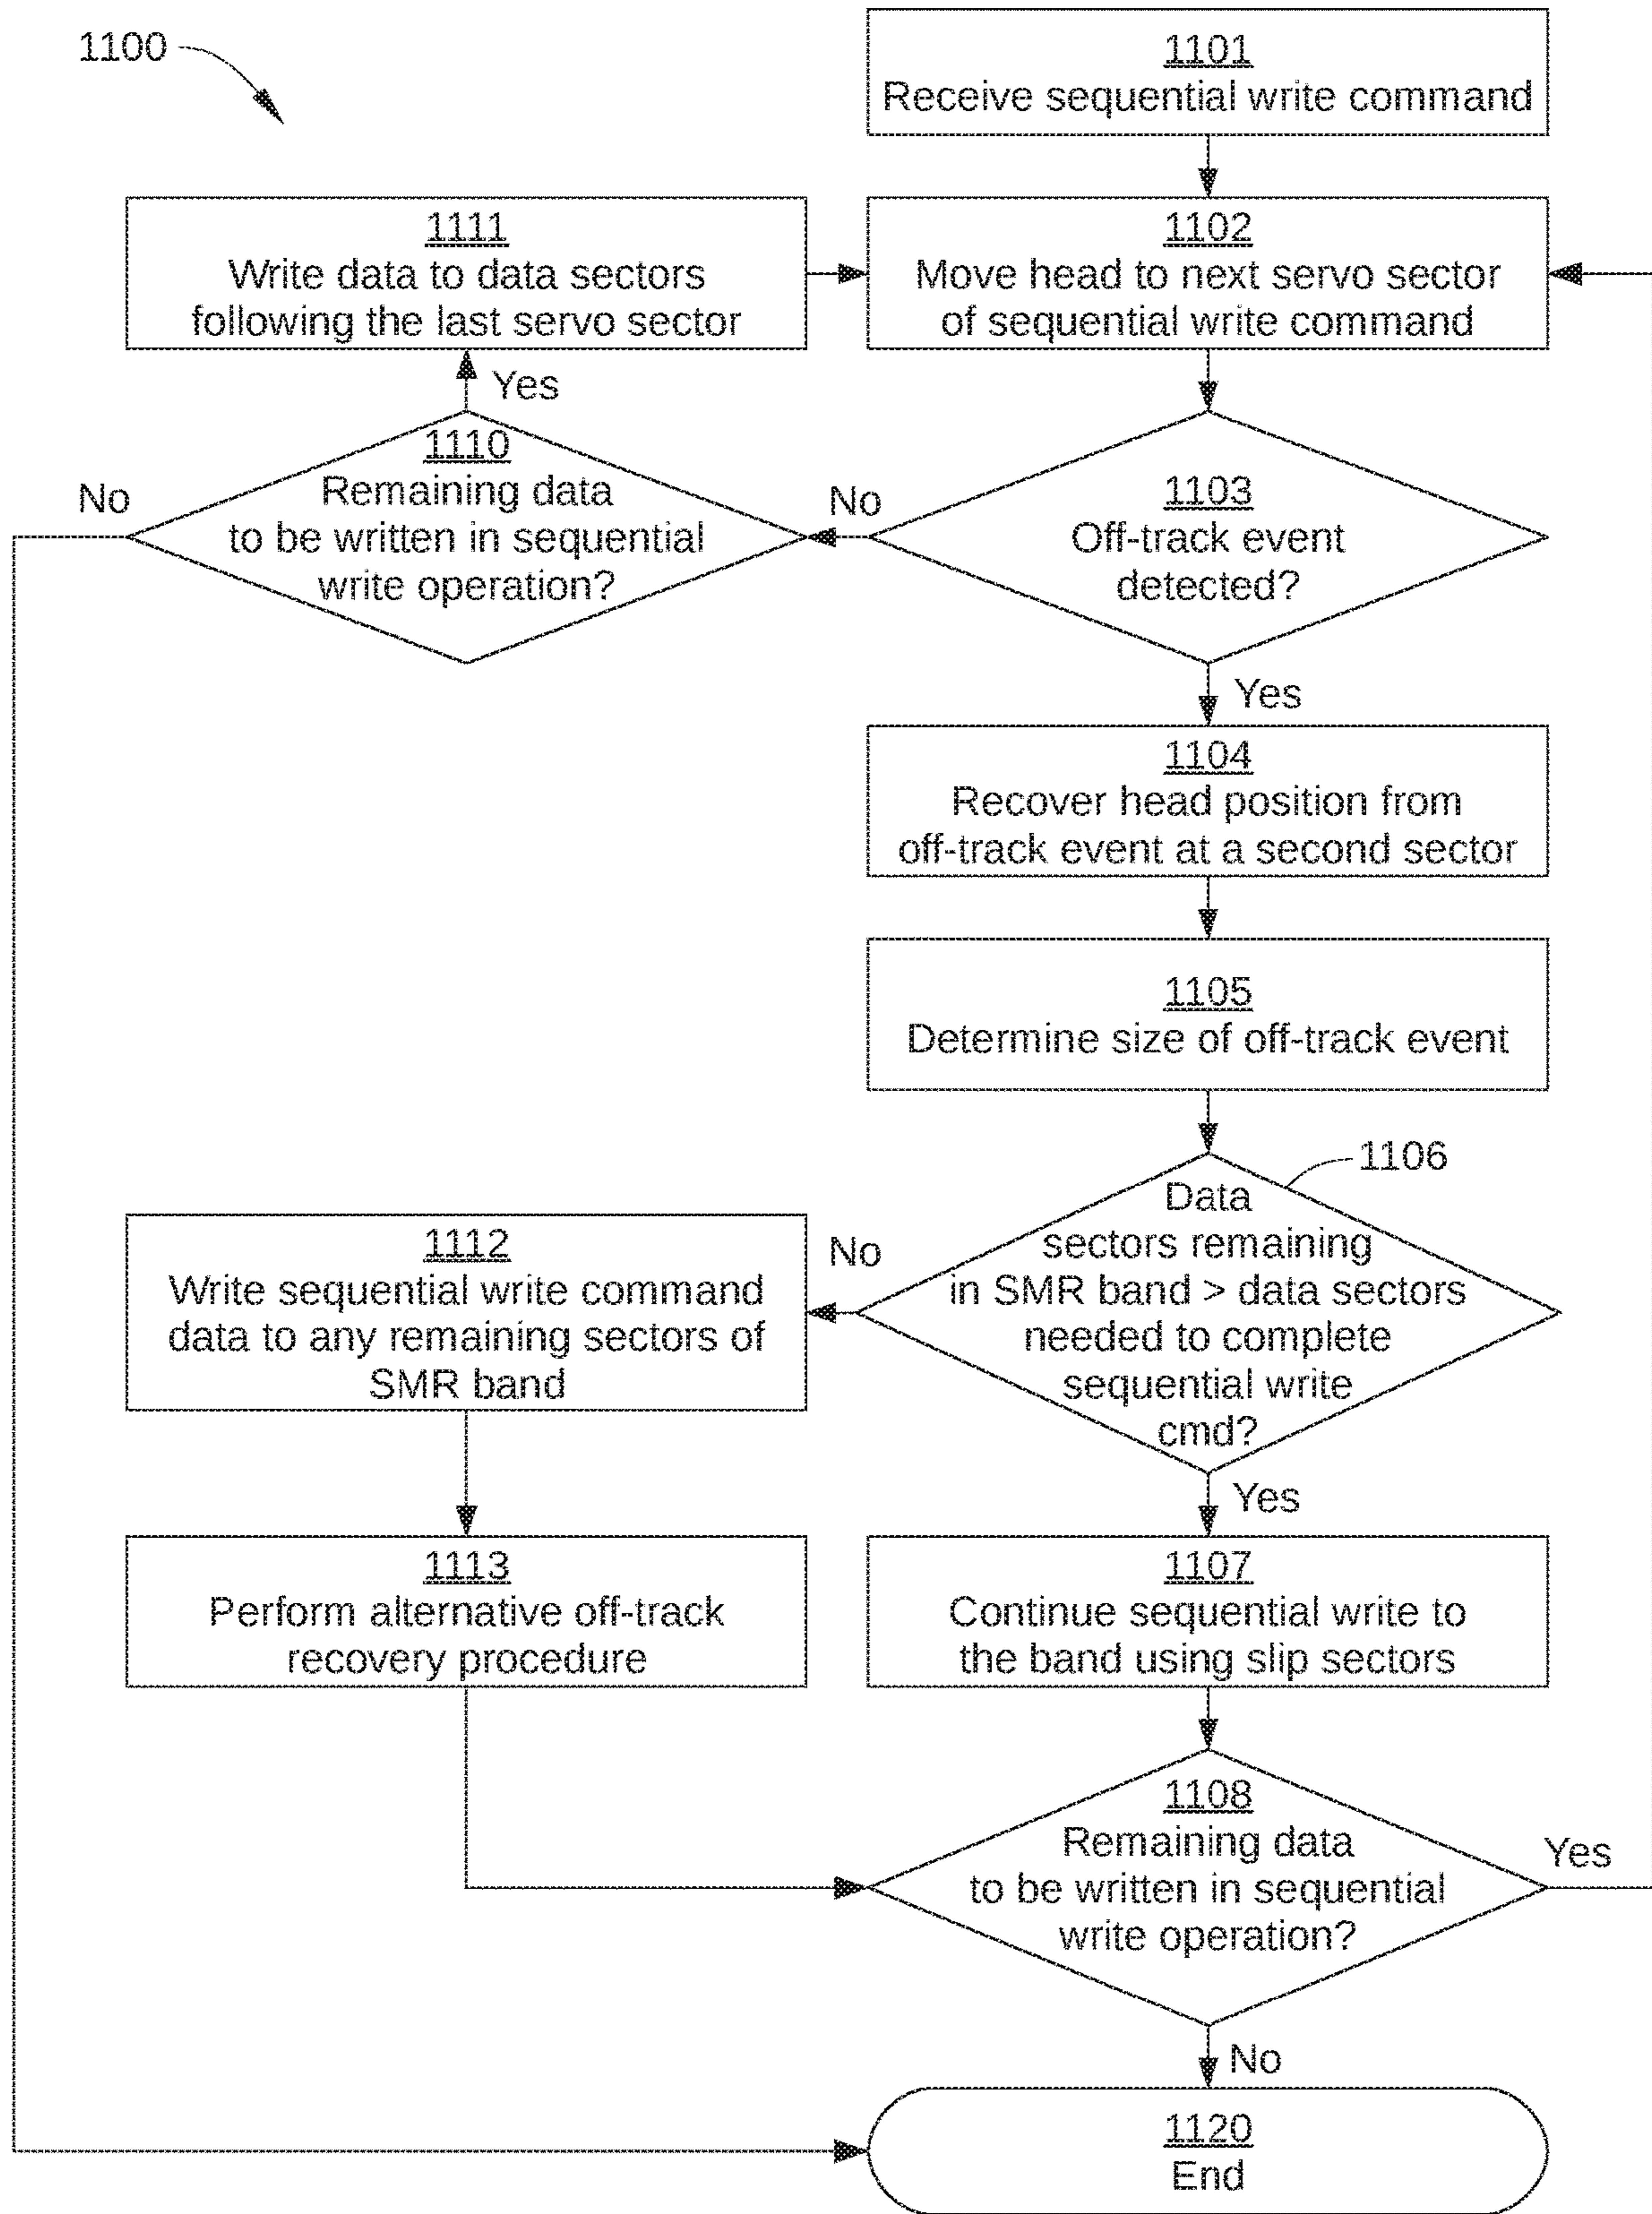 1100
1101
Receive sequential write command
1111
Write data to data sectors
following the last servo sector
1102
Move head to next servo sector
of sequential write command
Yes
1110
Remaining data
to be written in sequential
write operation?
No
No
1103
Off-track event
detected?
Yes
1104
Recover head position from
off-track event at a second sector
1105
Determine size of off-track event
1106
Data
sectors remaining
in SMR band > data sectors
needed to complete
sequential write
cmd?
No
1112
Write sequential write command
data to any remaining sectors of
SMR band
Yes
1113
Perform alternative off-track
recovery procedure
1107
Continue sequential write to
the band using slip sectors
1108
Remaining data
to be written in sequential
write operation?
Yes
No
1120
End